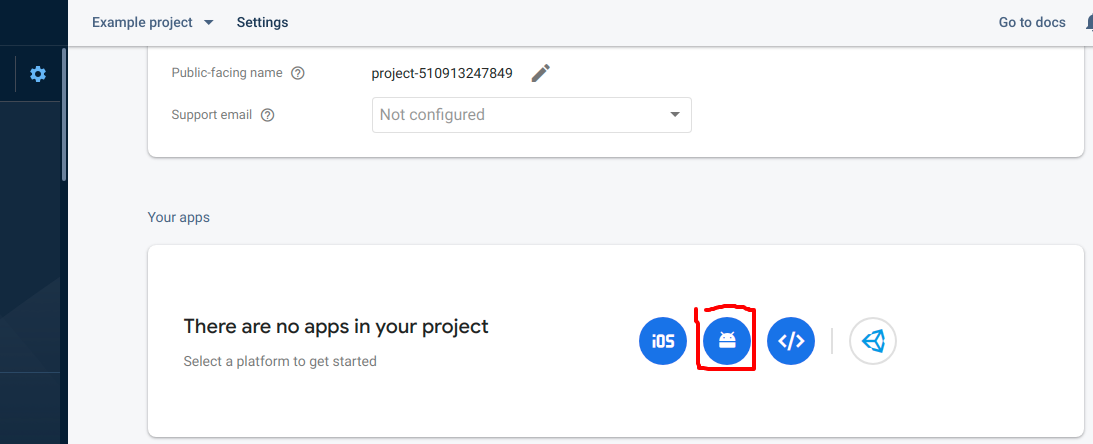 Example project Settings Go to docs
Public-facing name project-510913247849
Support email Not configured
Your apps
There are no apps in your project
Select a platform to get started
iOS </>